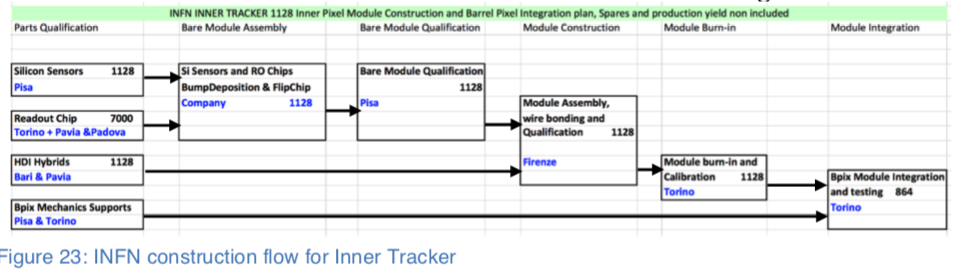 INFN INNER TRACKER 1128 Inner Pixel Module Construction and Barrel Pixel Integration plan, Spares and production yield non included
Parts Qualification Bare Module Assembly Bare Module Qualification Module Construction Module Burn-in Module Integration
Silicon Sensors 1128
Pisa
Readout Chip 7000
Torino + Pavia &Padova
HDI Hybrids 1128
Bari & Pavia
Bpix Mechanics Supports
Pisa & Torino
Si Sensors and RO Chips
BumpDeposition & FlipChip
Company 1128
Bare Module Qualification
1128
Pisa
Module Assembly,
wire bonding and
Qualification 1128
Firenze
Module burn-in and
Calibration 1128
Torino
Bpix Module Integration
and testing 864
Torino
Figure 23: INFN construction flow for Inner Tracker